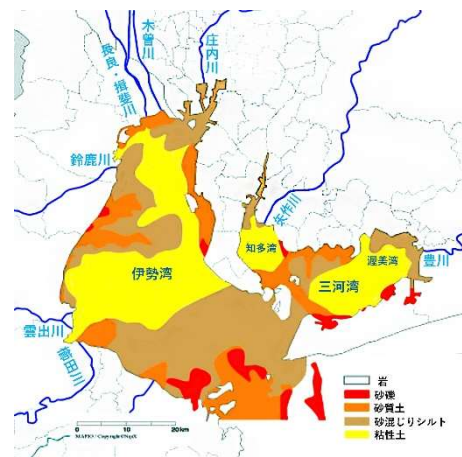 木曽川
長良・揖斐川
庄内川
鈴鹿川
矢作川
知多湾
渥美湾
豊川
伊勢湾
三河湾
雲出川
櫛田川
岩
砂礫
砂質土
砂混じりシルト
粘性土
0 10 20km